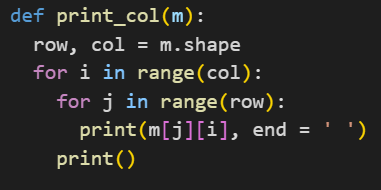 def print_col(m):
  row, col = m.shape
  for i in range(col):
    for j in range(row):
      print(m[j][i], end = ' ')
    print()